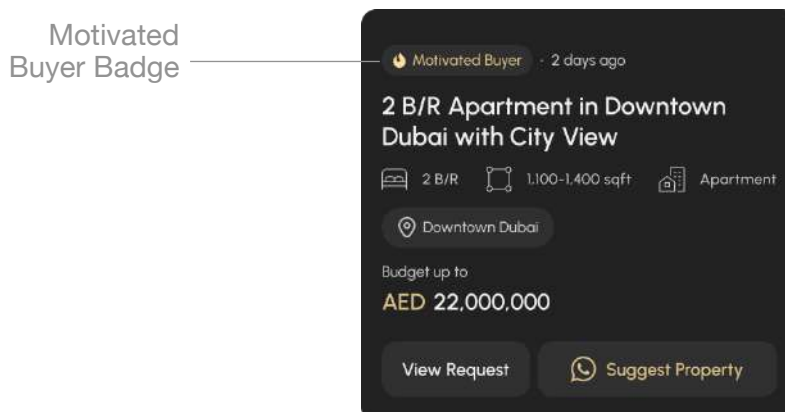 Motivated
Buyer Badge
Motivated Buyer · 2 days ago
2 B/R Apartment in Downtown
Dubai with City View
2 B/R 1,100-1,400 sqft Apartment
Downtown Dubai
Budget up to
AED 22,000,000
View Request Suggest Property